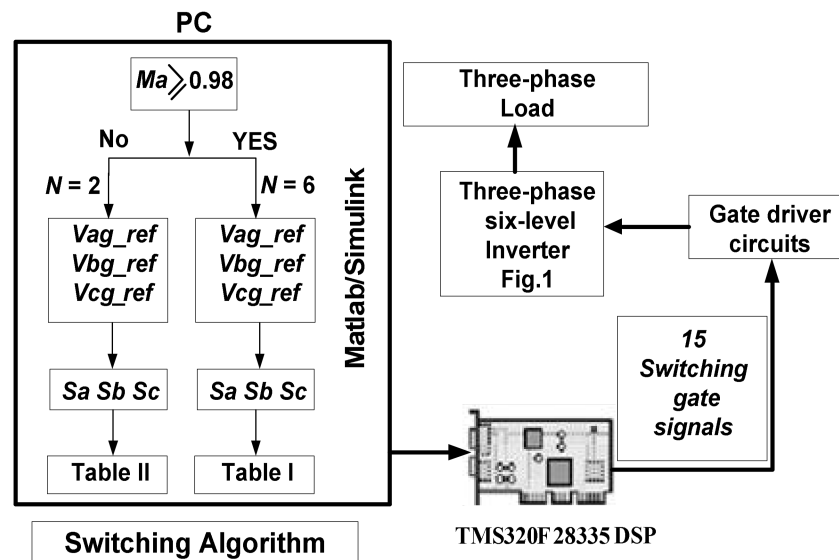 PC
Ma ⩾ 0.98
No
YES
N = 2
N = 6
Vag_ref
Vbg_ref
Vcg_ref
Vag_ref
Vbg_ref
Vcg_ref
Sa Sb Sc
Sa Sb Sc
Table II
Table I
Matlab/Simulink
Switching Algorithm
Three-phase
Load
Three-phase
six-level
Inverter
Fig.1
Gate driver
circuits
15
Switching
gate
signals
TMS320F28335 DSP